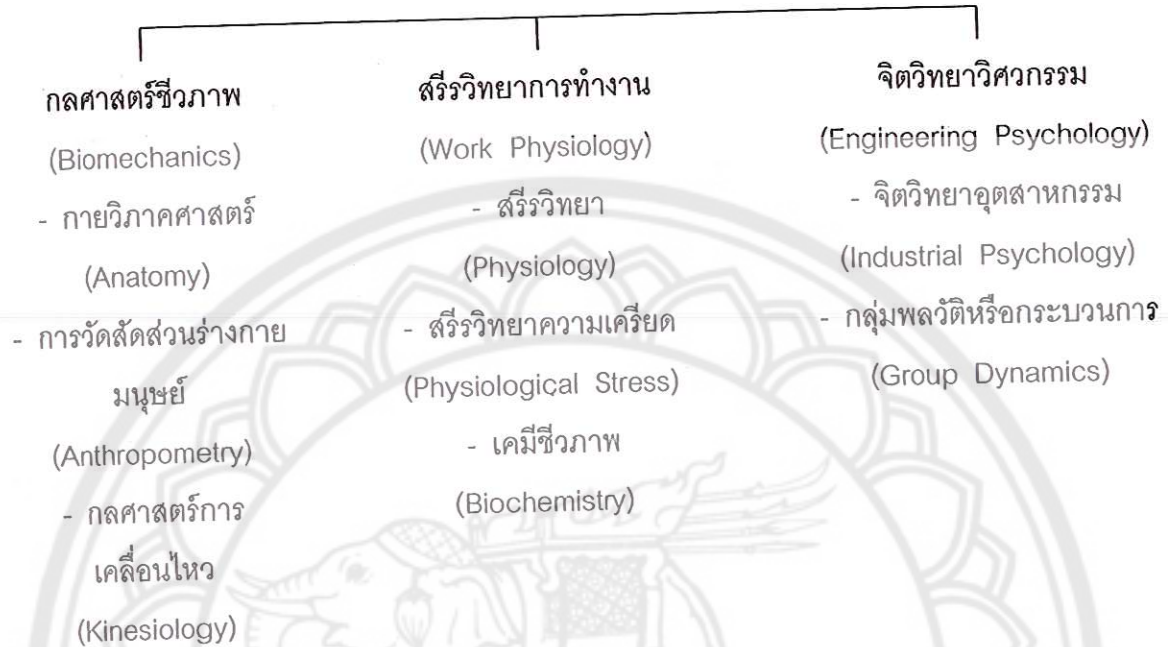 กลศาสตร์ชีวภาพ
(Biomechanics)
- กายวิภาคศาสตร์
(Anatomy)
- การวัดสัดส่วนร่างกาย
มนุษย์
(Anthropometry)
- กลศาสตร์การ
เคลื่อนไหว
(Kinesiology)
สรีรวิทยาการทำงาน
(Work Physiology)
- สรีรวิทยา
(Physiology)
- สรีรวิทยาความเครียด
(Physiological Stress)
- เคมีชีวภาพ
(Biochemistry)
จิตวิทยาวิศวกรรม
(Engineering Psychology)
- จิตวิทยาอุตสาหกรรม
(Industrial Psychology)
- กลุ่มพลวัติหรือกระบวนการ
(Group Dynamics)